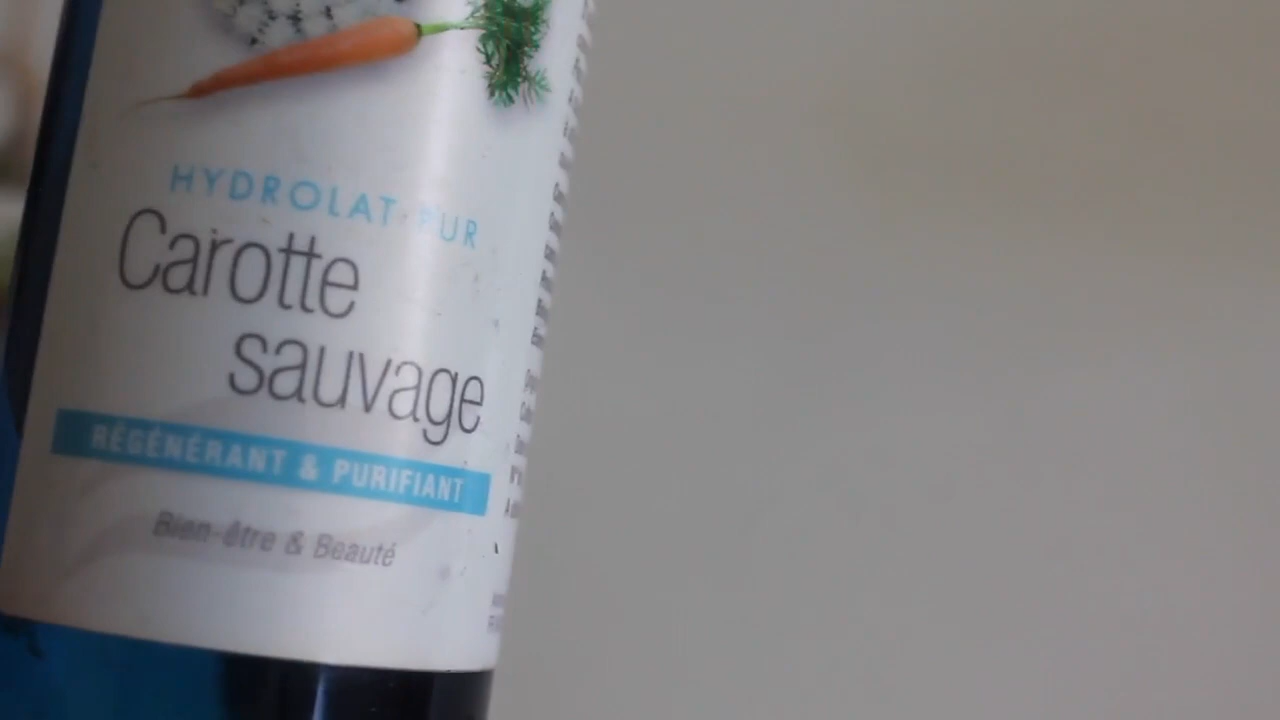 HYDROLAT PUR
Carotte
sauvage
RÉGÉNÉRANT & PURIFIANT
Bien-être & Beauté